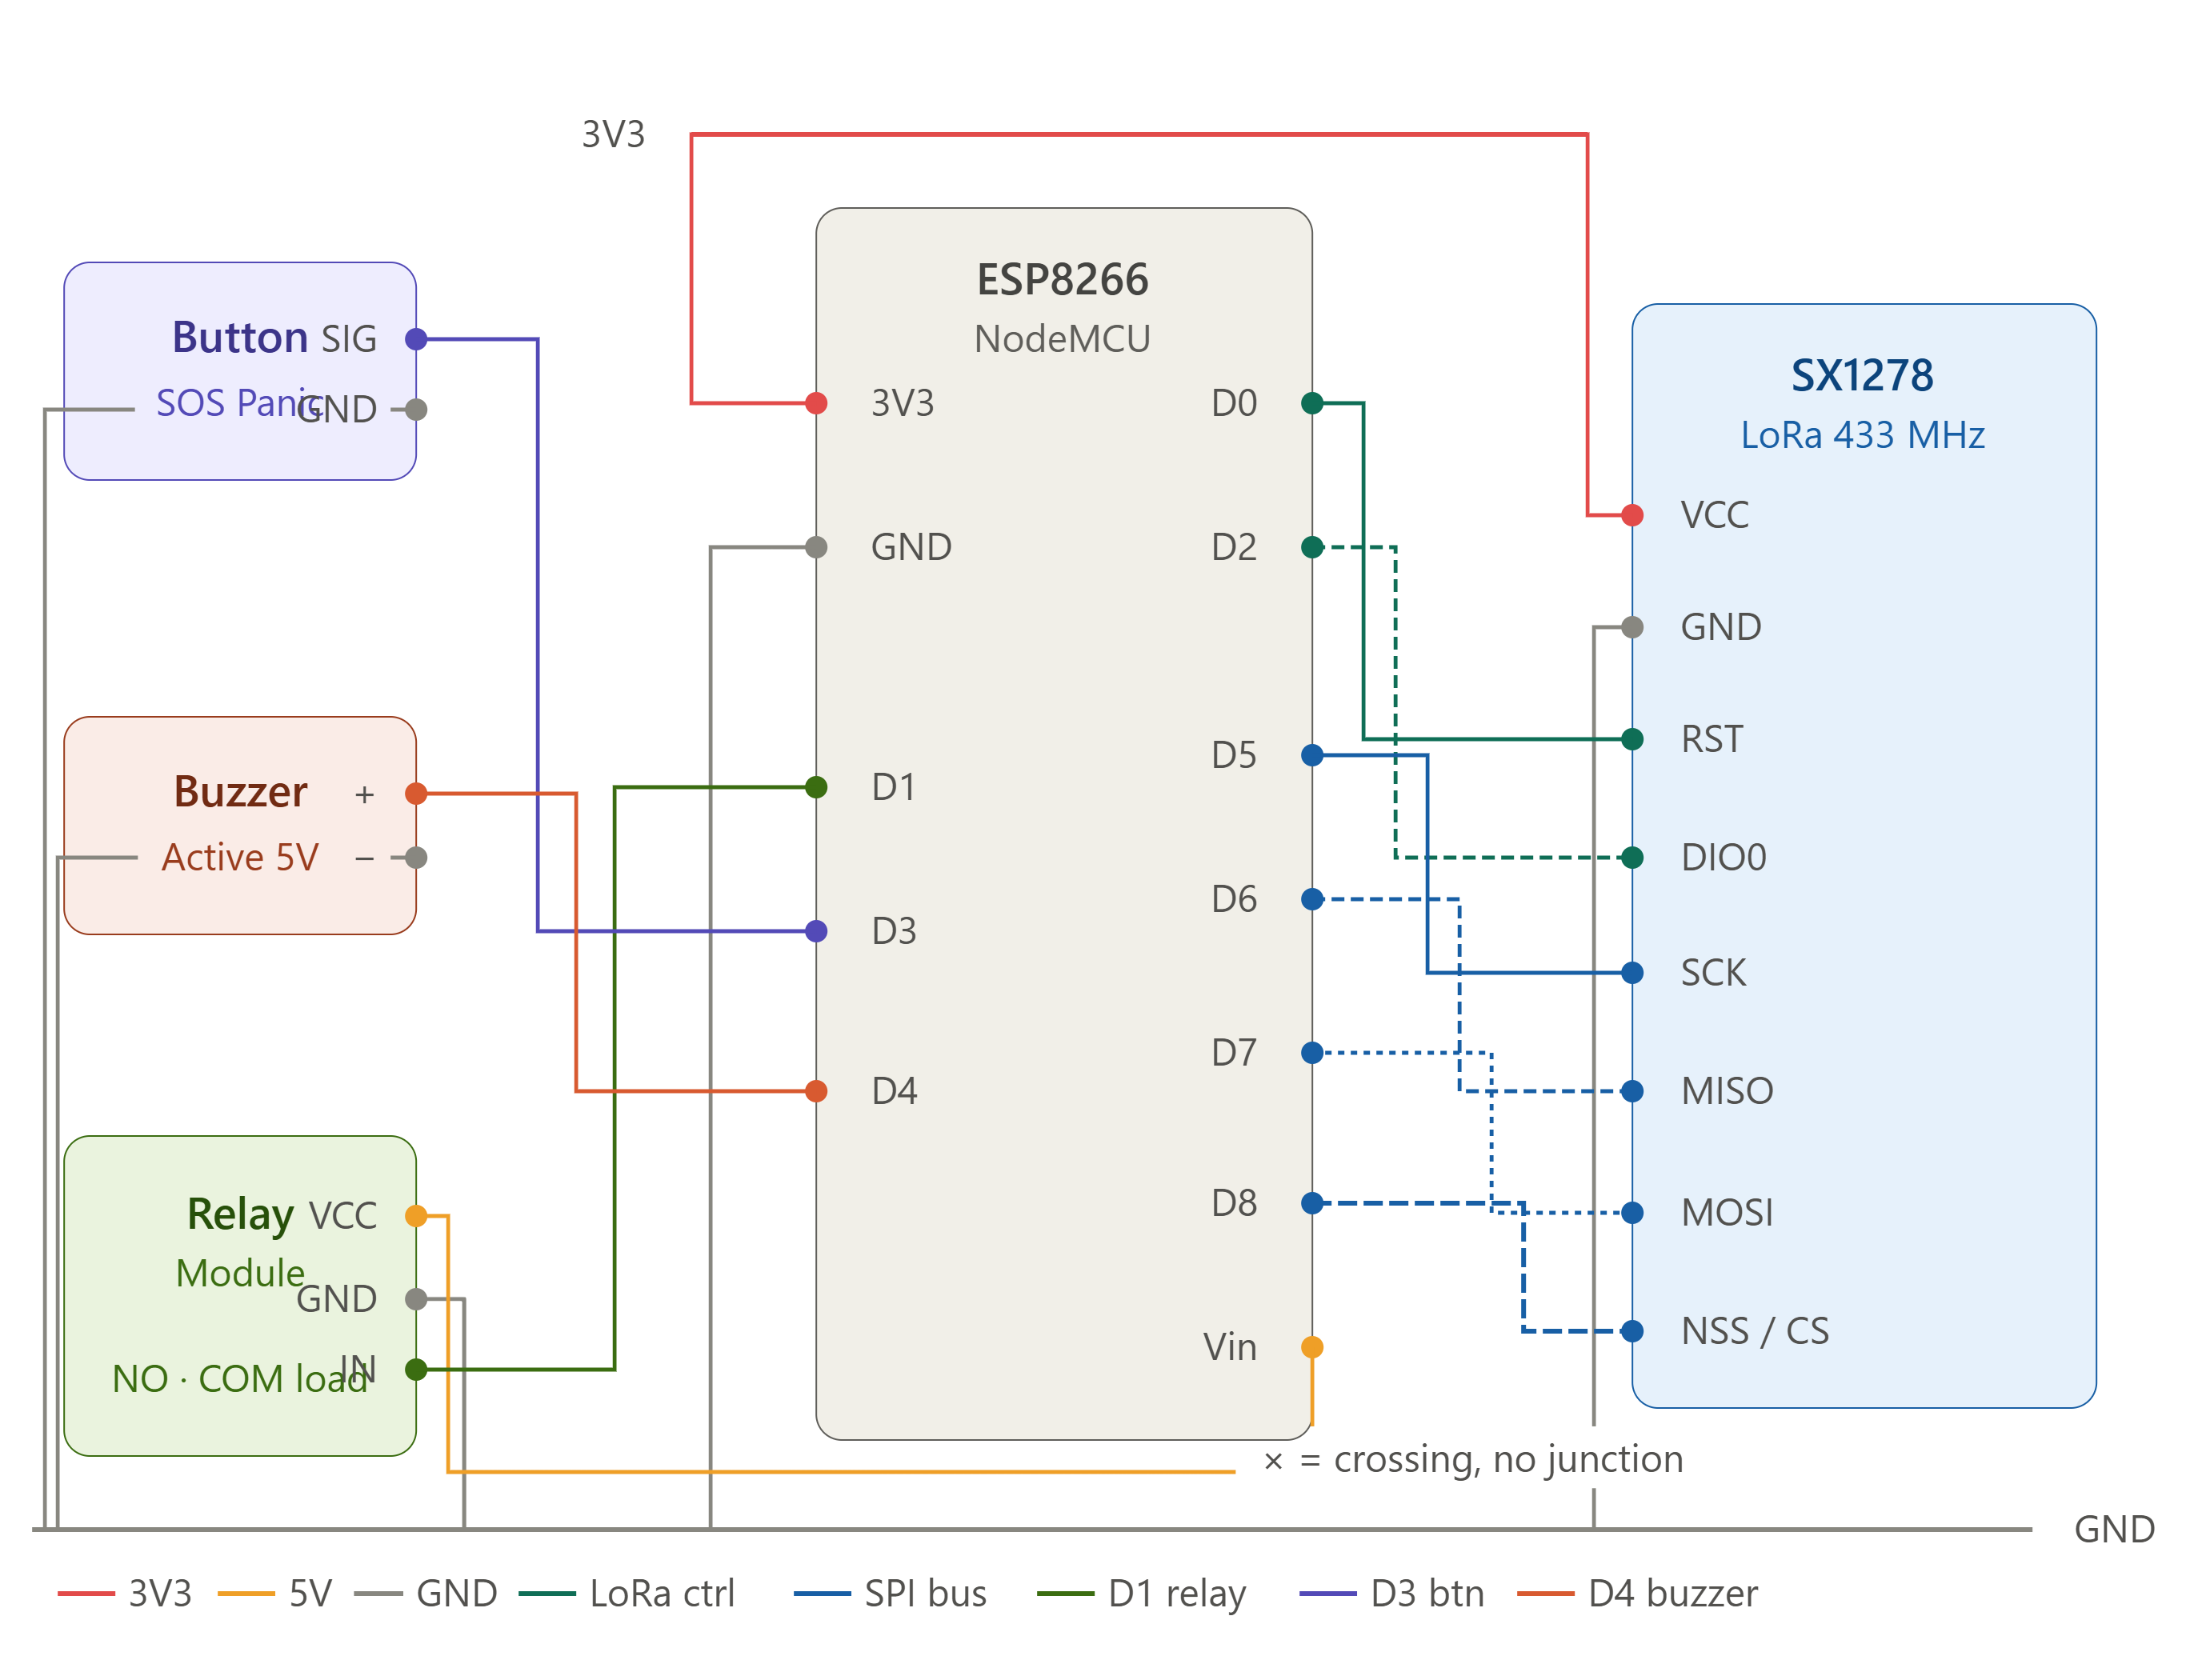 3V3
ESP8266
NodeMCU
Button SIG
SOS Panic
GND
3V3
D0
SX1278
LoRa 433 MHz
VCC
GND
D2
GND
RST
D1
D5
Buzzer +
Active 5V −
DIO0
D3
D6
SCK
D7
D4
MISO
Relay VCC
Module
GND
D8
MOSI
IN
NO · COM load
Vin
NSS / CS
× = crossing, no junction
GND
3V3 5V GND LoRa ctrl SPI bus D1 relay D3 btn D4 buzzer